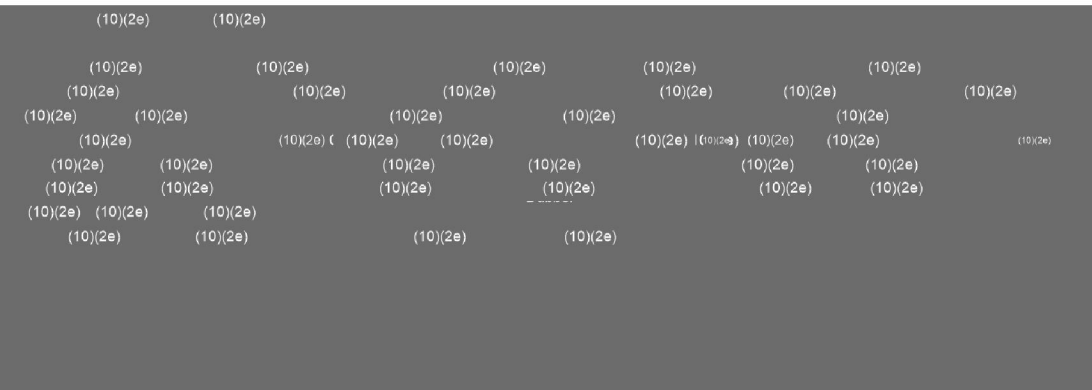 (10)(2e) (10)(2e)
(10)(2e) (10)(2e) (10)(2e) (10)(2e) (10)(2e)
(10)(2e) (10)(2e) (10)(2e) (10)(2e) (10)(2e) (10)(2e)
(10)(2e) (10)(2e) (10)(2e) (10)(2e) (10)(2e)
(10)(2e) (10)(2e) (10)(2e) (10)(2e) (10)(2e) (10)(2e) (10)(2e) (10)(2e) (10)(2e)
(10)(2e) (10)(2e) (10)(2e) (10)(2e) (10)(2e) (10)(2e)
(10)(2e) (10)(2e) (10)(2e) (10)(2e) (10)(2e) (10)(2e)
(10)(2e) (10)(2e) (10)(2e)
(10)(2e) (10)(2e) (10)(2e) (10)(2e)